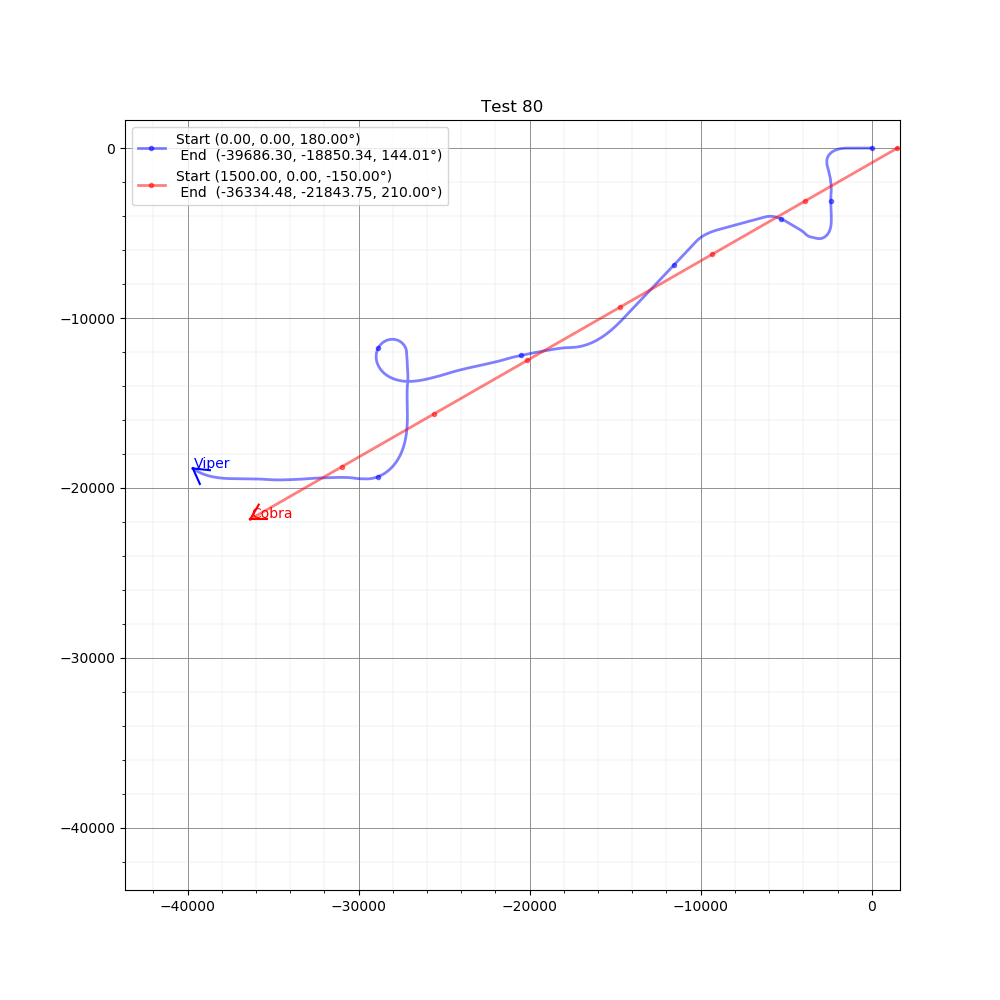 Test 80
Start (0.00, 0.00, 180.00°)
End (-39686.30, -18850.34, 144.01°)
Start (1500.00, 0.00, -150.00°)
End (-36334.48, -21843.75, 210.00°)
0
−10000
−20000
−30000
−40000
Viper
Cobra
−40000 −30000 −20000 −10000 0